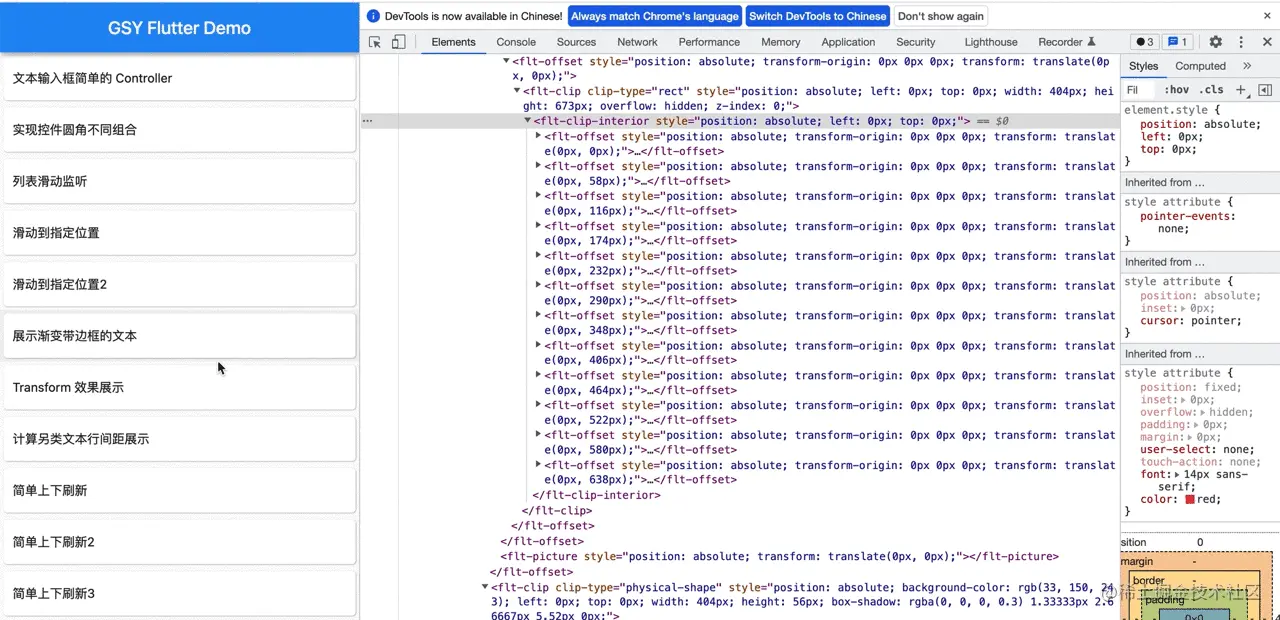 GSY Flutter Demo
文本输入框简单的 Controller
实现控件圆角不同组合
列表滑动监听
滑动到指定位置
滑动到指定位置2
展示渐变带边框的文本
Transform 效果展示
计算另类文本行间距展示
简单上下刷新
简单上下刷新2
简单上下刷新3
DevTools is now available in Chinese! Always match Chrome's language Switch DevTools to Chinese Don't show again
Elements Console Sources Network Performance Memory Application Security Lighthouse Recorder 3 1
<flt-offset style="position: absolute; transform-origin: 0px 0px 0px; transform: translate(0p
x, 0px);">
<flt-clip clip-type="rect" style="position: absolute; left: 0px; top: 0px; width: 404px; hei
ght: 673px; overflow: hidden; z-index: 0;">
<flt-clip-interior style="position: absolute; left: 0px; top: 0px;"> == $0
<flt-offset style="position: absolute; transform-origin: 0px 0px 0px; transform: translat
e(0px, 0px);">…</flt-offset>
<flt-offset style="position: absolute; transform-origin: 0px 0px 0px; transform: translat
e(0px, 58px);">…</flt-offset>
<flt-offset style="position: absolute; transform-origin: 0px 0px 0px; transform: translat
e(0px, 116px);">…</flt-offset>
<flt-offset style="position: absolute; transform-origin: 0px 0px 0px; transform: translat
e(0px, 174px);">…</flt-offset>
<flt-offset style="position: absolute; transform-origin: 0px 0px 0px; transform: translat
e(0px, 232px);">…</flt-offset>
<flt-offset style="position: absolute; transform-origin: 0px 0px 0px; transform: translat
e(0px, 290px);">…</flt-offset>
<flt-offset style="position: absolute; transform-origin: 0px 0px 0px; transform: translat
e(0px, 348px);">…</flt-offset>
<flt-offset style="position: absolute; transform-origin: 0px 0px 0px; transform: translat
e(0px, 406px);">…</flt-offset>
<flt-offset style="position: absolute; transform-origin: 0px 0px 0px; transform: translat
e(0px, 464px);">…</flt-offset>
<flt-offset style="position: absolute; transform-origin: 0px 0px 0px; transform: translat
e(0px, 522px);">…</flt-offset>
<flt-offset style="position: absolute; transform-origin: 0px 0px 0px; transform: translat
e(0px, 580px);">…</flt-offset>
<flt-offset style="position: absolute; transform-origin: 0px 0px 0px; transform: translat
e(0px, 638px);">…</flt-offset>
</flt-clip-interior>
</flt-clip>
</flt-offset>
</flt-offset>
<flt-picture style="position: absolute; transform: translate(0px, 0px);"></flt-picture>
</flt-offset>
<flt-clip clip-type="physical-shape" style="position: absolute; background-color: rgb(33, 150, 24
3); left: 0px; top: 0px; width: 404px; height: 56px; box-shadow: rgba(0, 0, 0, 0.3) 1.33333px 2.6
6667px 5.52px 0px;">
Styles Computed
Fil :hov .cls
element.style {
position: absolute;
left: 0px;
top: 0px;
}
Inherited from …
style attribute {
pointer-events:
none;
}
Inherited from …
style attribute {
position: absolute;
inset: 0px;
cursor: pointer;
}
Inherited from …
style attribute {
position: fixed;
inset: 0px;
overflow: hidden;
padding: 0px;
margin: 0px;
user-select: none;
touch-action: none;
font: 14px sans-
serif;
color: red;
}
sition 0
margin -
border -
padding
0x0
@稀土掘金技术社区